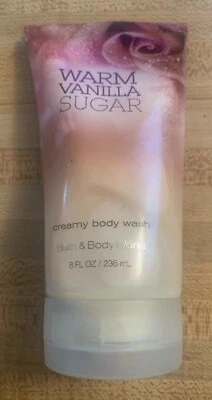 WARM
VANILLA
SUGAR
creamy body wash
Bath & Body Works
8 FL OZ / 236 mL